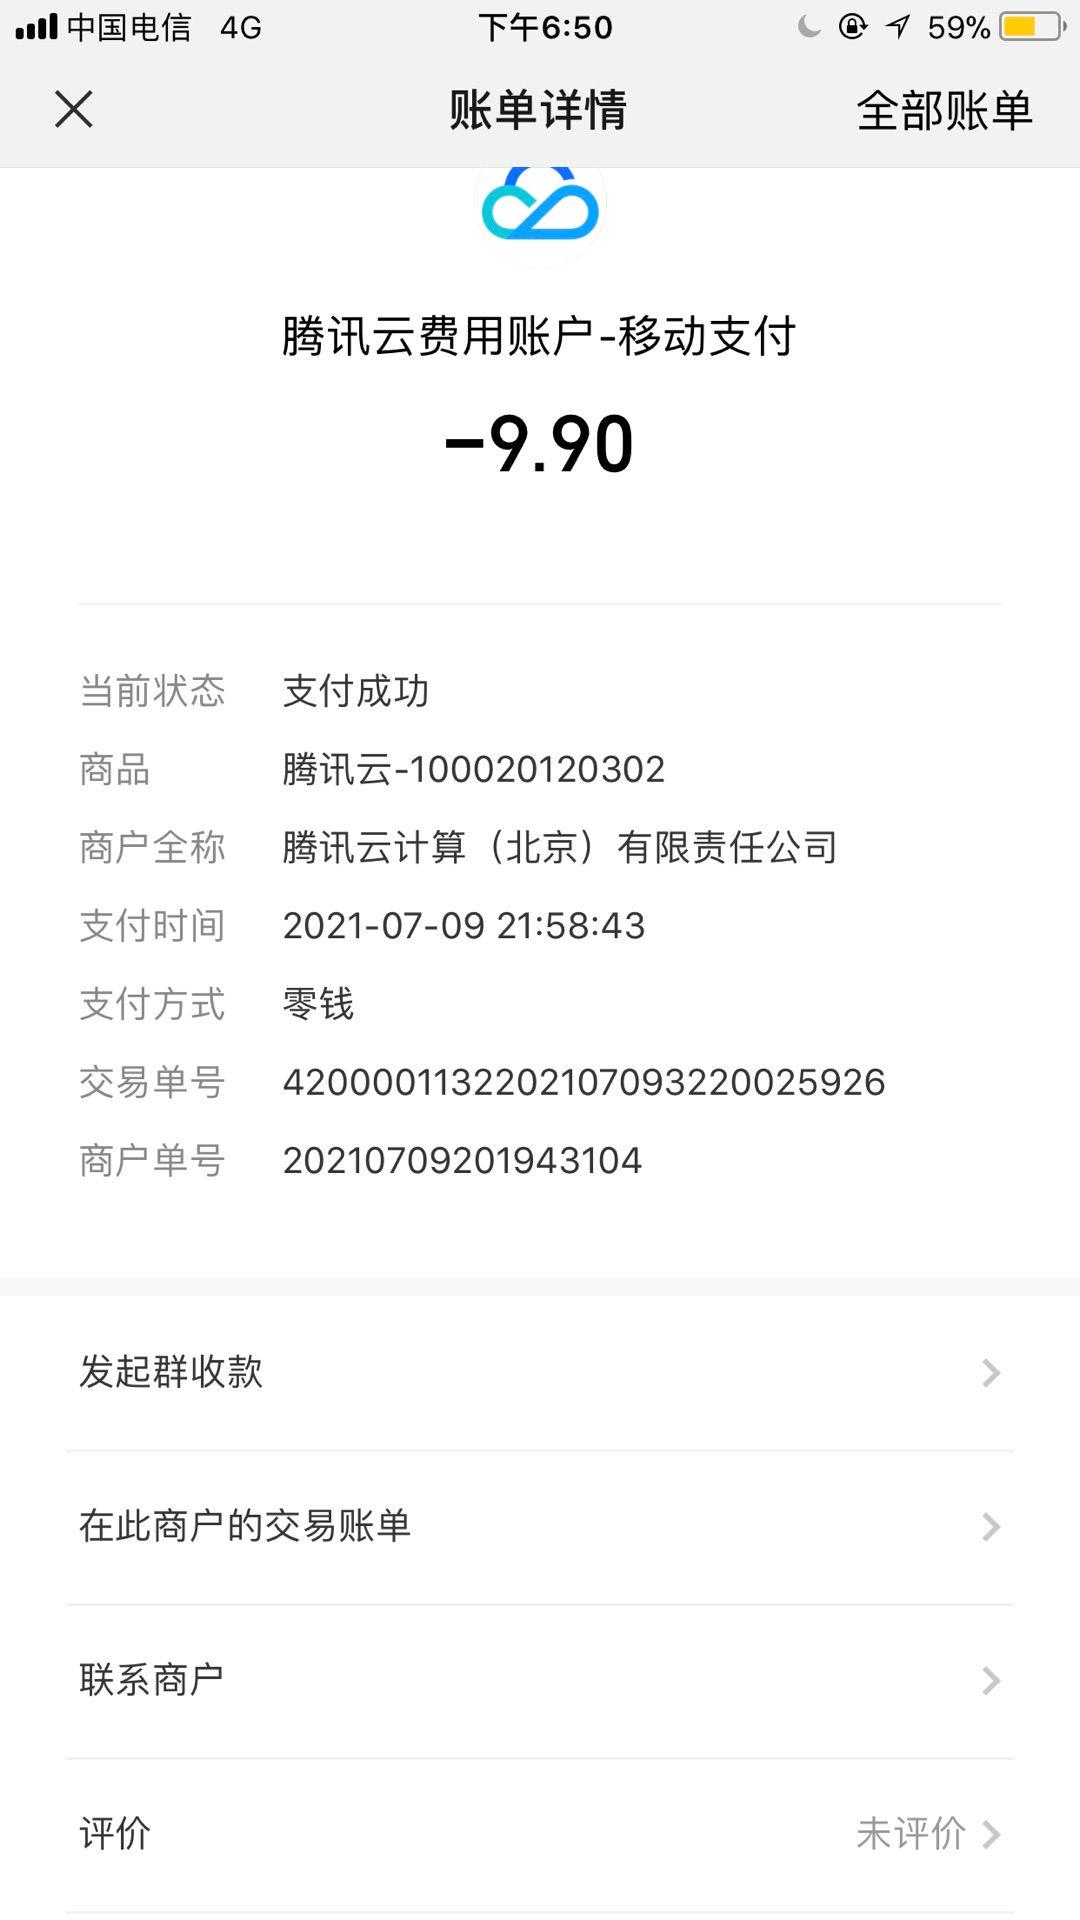 中国电信 4G 下午6:50 59%
账单详情 全部账单
腾讯云费用账户-移动支付
-9.90
当前状态 支付成功
商品 腾讯云-100020120302
商户全称 腾讯云计算（北京）有限责任公司
支付时间 2021-07-09 21:58:43
支付方式 零钱
交易单号 4200001132202107093220025926
商户单号 20210709201943104
发起群收款
在此商户的交易账单
联系商户
评价 未评价